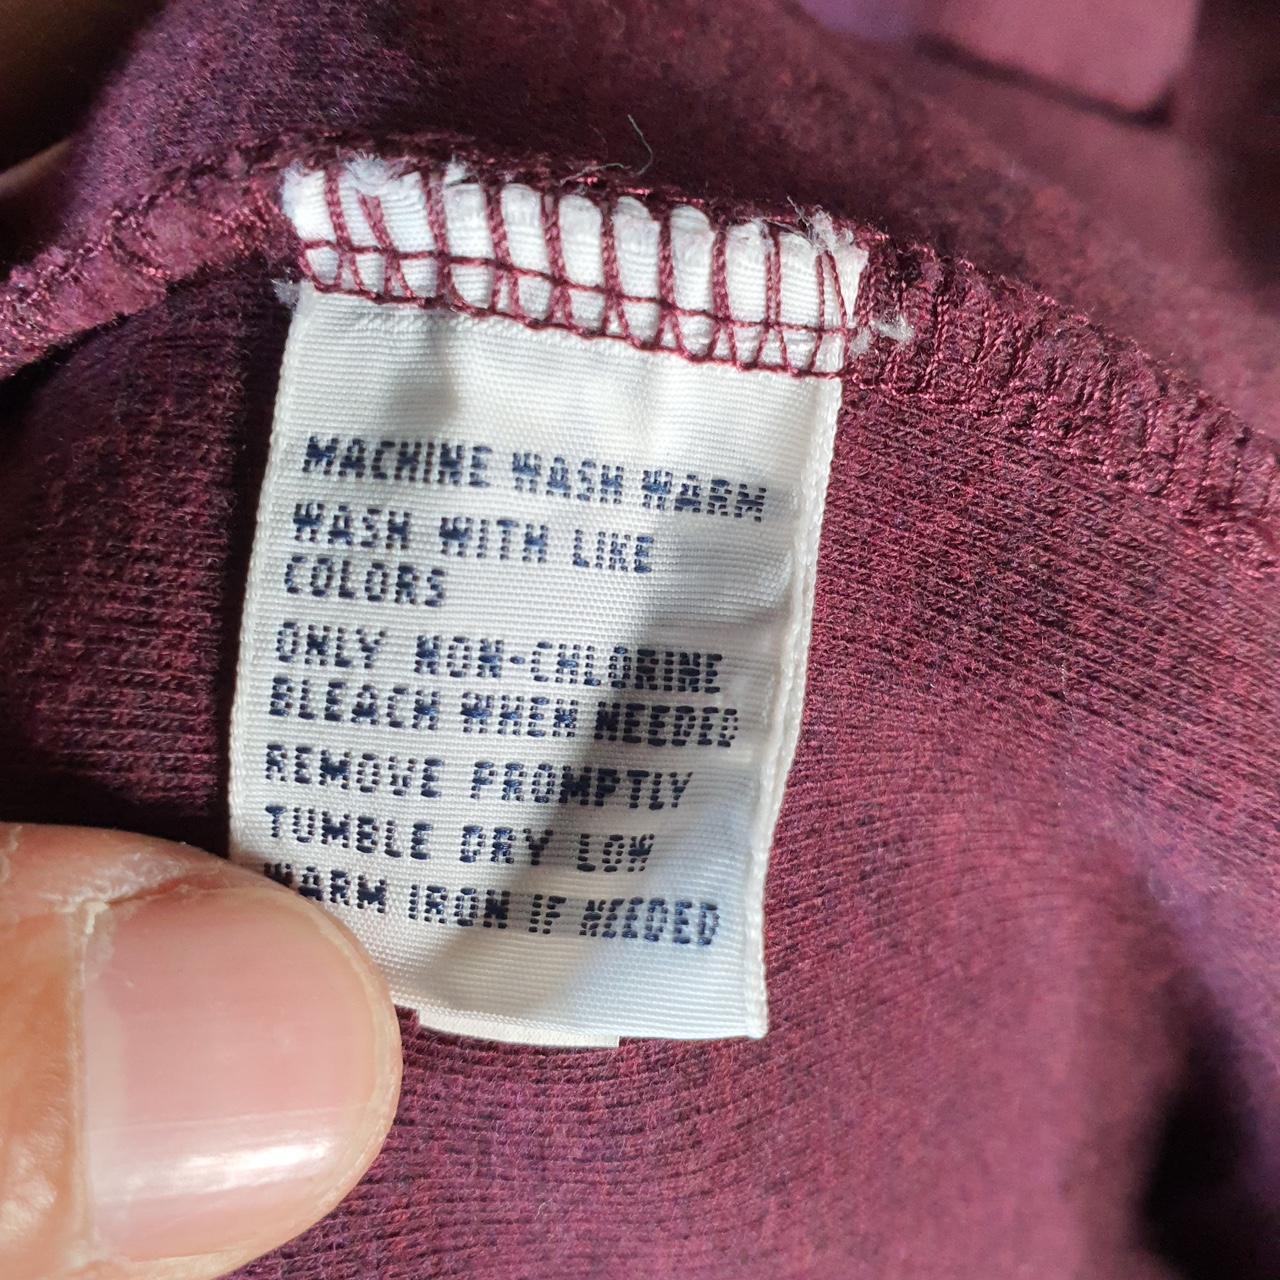 MACHINE WASH WARM
WASH WITH LIKE
COLORS
ONLY NON-CHLORINE
BLEACH WHEN NEEDED
REMOVE PROMPTLY
TUMBLE DRY LOW
WARM IRON IF NEEDED